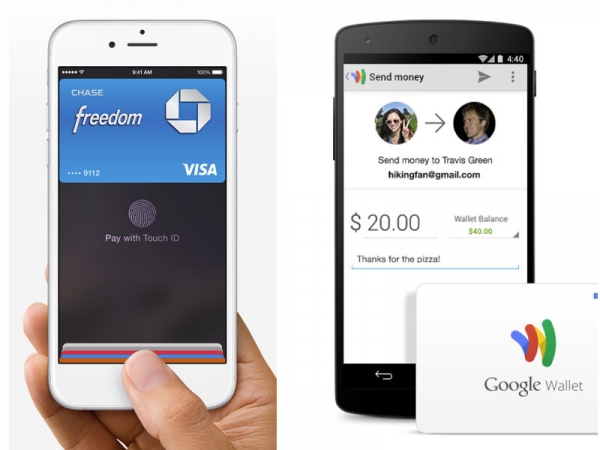 9:41 AM
100%
CHASE
freedom
•••• 9112
VISA
Pay with Touch ID
4:40
Send money
Send money to Travis Green
hikingfan@gmail.com
$ 20.00
Wallet Balance
$40.00
Thanks for the pizza!
Google Wallet